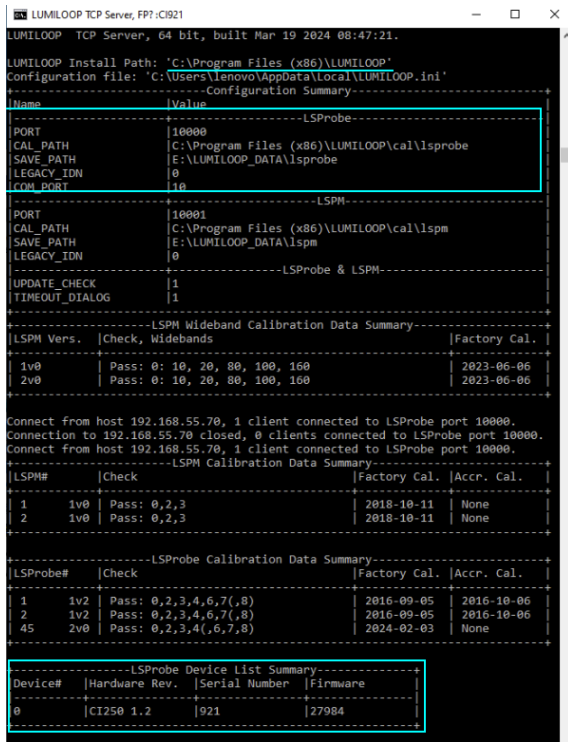 LUMILOOP TCP Server, FP? :CI921
LUMILOOP  TCP Server, 64 bit, built Mar 19 2024 08:47:21.
LUMILOOP Install Path: 'C:\Program Files (x86)\LUMILOOP'
Configuration file: 'C:\Users\lenovo\AppData\Local\LUMILOOP.ini'
+----------------------Configuration Summary----------------------+
|Name |Value |
LSProbe
|PORT |10000 |
|CAL_PATH |C:\Program Files (x86)\LUMILOOP\cal\lsprobe |
|SAVE_PATH |E:\LUMILOOP_DATA\lsprobe |
|LEGACY_IDN |0 |
|COM_PORT |10 |
LSPM
|PORT |10001 |
|CAL_PATH |C:\Program Files (x86)\LUMILOOP\cal\lspm |
|SAVE_PATH |E:\LUMILOOP_DATA\lspm |
|LEGACY_IDN |0 |
LSProbe & LSPM
|UPDATE_CHECK |1 |
|TIMEOUT_DIALOG |1 |
LSPM Wideband Calibration Data Summary
|LSPM Vers. |Check, Widebands |Factory Cal. |
| 1v0 | Pass: 0: 10, 20, 80, 100, 160 | 2023-06-06 |
| 2v0 | Pass: 0: 10, 20, 80, 100, 160 | 2023-06-06 |
Connect from host 192.168.55.70, 1 client connected to LSProbe port 10000.
Connection to 192.168.55.70 closed, 0 clients connected to LSProbe port 10000.
Connect from host 192.168.55.70, 1 client connected to LSProbe port 10000.
LSPM Calibration Data Summary
|LSPM# |Check |Factory Cal. |Accr. Cal. |
| 1 1v0 | Pass: 0,2,3 | 2018-10-11 | None |
| 2 1v0 | Pass: 0,2,3 | 2018-10-11 | None |
LSProbe Calibration Data Summary
|LSProbe# |Check |Factory Cal. |Accr. Cal. |
| 1 1v2 | Pass: 0,2,3,4,6,7(,8) | 2016-09-05 | 2016-10-06 |
| 2 1v2 | Pass: 0,2,3,4,6,7(,8) | 2016-09-05 | 2016-10-06 |
| 45 2v0 | Pass: 0,2,3,4(,6,7,8) | 2024-02-03 | None |
LSProbe Device List Summary
|Device# |Hardware Rev. |Serial Number |Firmware |
|0 |CI250 1.2 |921 |27984 |